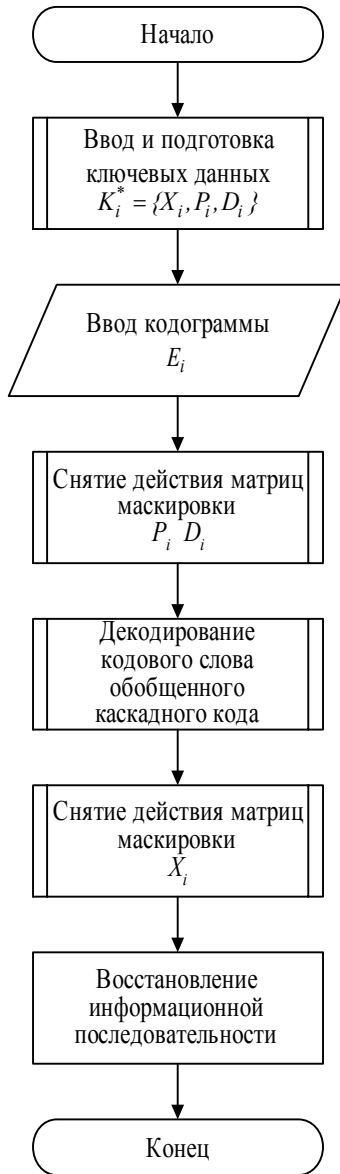 Начало
Ввод и подготовка
ключевых данных
K_i^* = {X_i, P_i, D_i}
Ввод кодограммы
E_i
Снятие действия матриц
маскировки
P_i D_i
Декодирование
кодового слова
обобщенного
каскадного кода
Снятие действия матриц
маскировки
X_i
Восстановление
информационной
последовательности
Конец